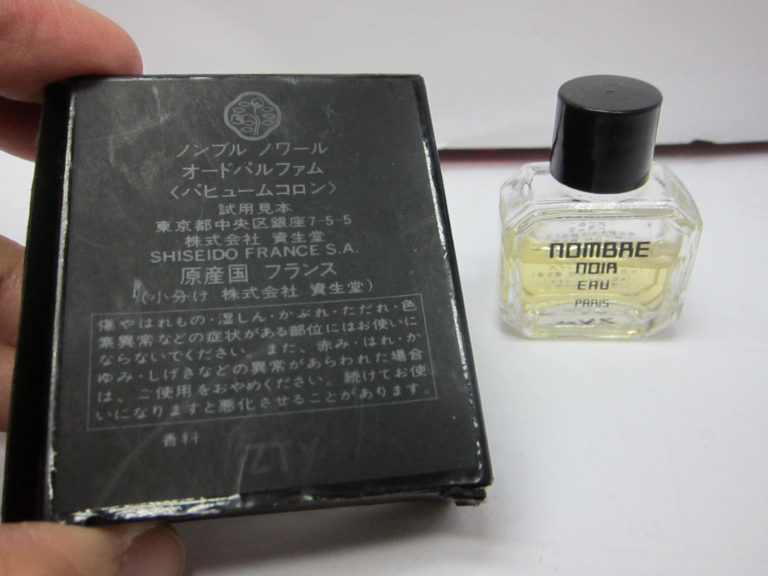 ノンブル ノワール
オードパルファム
〈パヒュームコロン〉
試用見本
東京都中央区銀座7-5-5
株式会社 資生堂
SHISEIDO FRANCE S.A.
原産国 フランス
(小分け 株式会社 資生堂)
傷やはれもの・湿しん・かぶれ・ただれ・色
素異常などの症状がある部位にはお使いに
ならないでください。また、赤み・はれ・か
ゆみ・しげきなどの異常があらわれた場合
は、ご使用をおやめください。続けてお使
いになりますと悪化させることがあります。
香料
NOMBRE
NOIR
EAU
PARIS